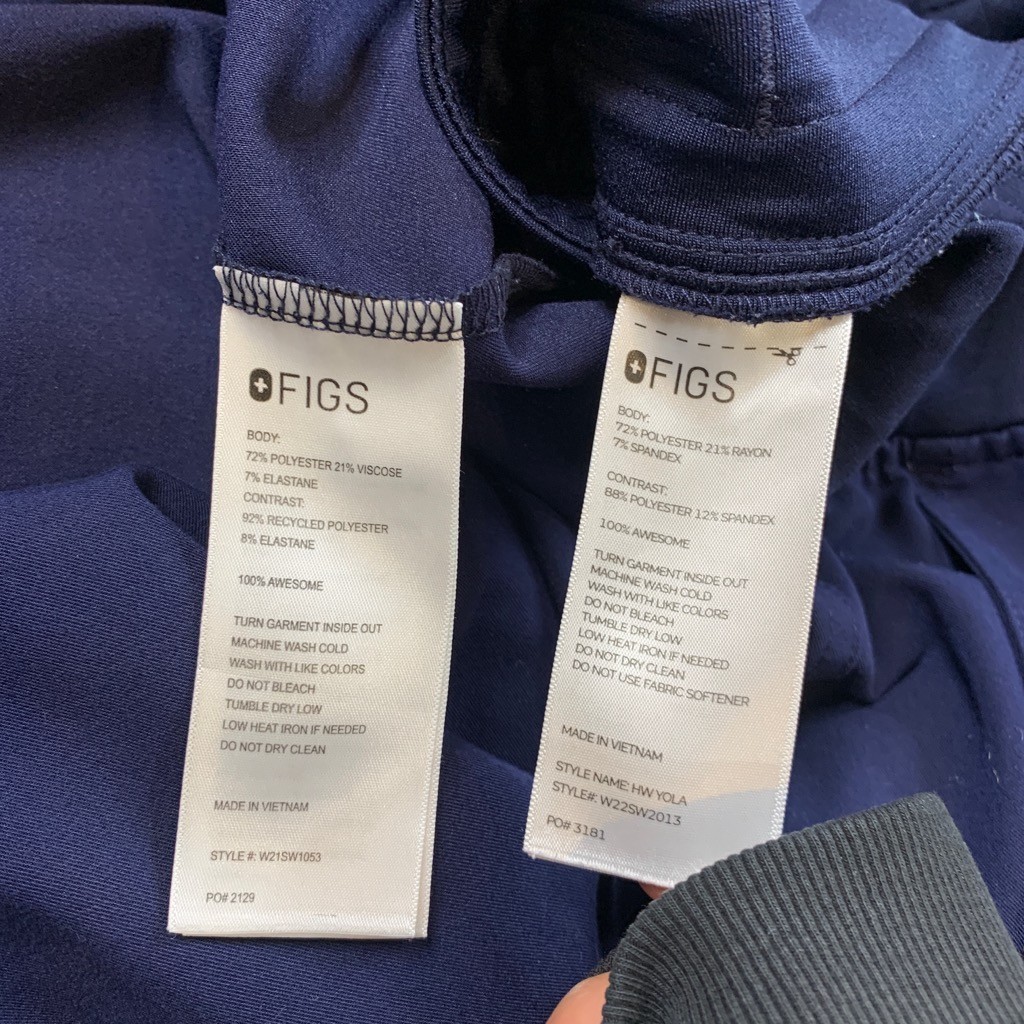 FIGS
BODY:
72% POLYESTER 21% VISCOSE
7% ELASTANE
CONTRAST:
92% RECYCLED POLYESTER
8% ELASTANE
100% AWESOME
TURN GARMENT INSIDE OUT
MACHINE WASH COLD
WASH WITH LIKE COLORS
DO NOT BLEACH
TUMBLE DRY LOW
LOW HEAT IRON IF NEEDED
DO NOT DRY CLEAN
MADE IN VIETNAM
STYLE #: W21SW1053
PO# 2129
FIGS
BODY:
72% POLYESTER 21% RAYON
7% SPANDEX
CONTRAST:
88% POLYESTER 12% SPANDEX
100% AWESOME
TURN GARMENT INSIDE OUT
MACHINE WASH COLD
WASH WITH LIKE COLORS
DO NOT BLEACH
TUMBLE DRY LOW
LOW HEAT IRON IF NEEDED
DO NOT DRY CLEAN
DO NOT USE FABRIC SOFTENER
MADE IN VIETNAM
STYLE NAME: HW YOLA
STYLE#: W22SW2013
PO# 3181